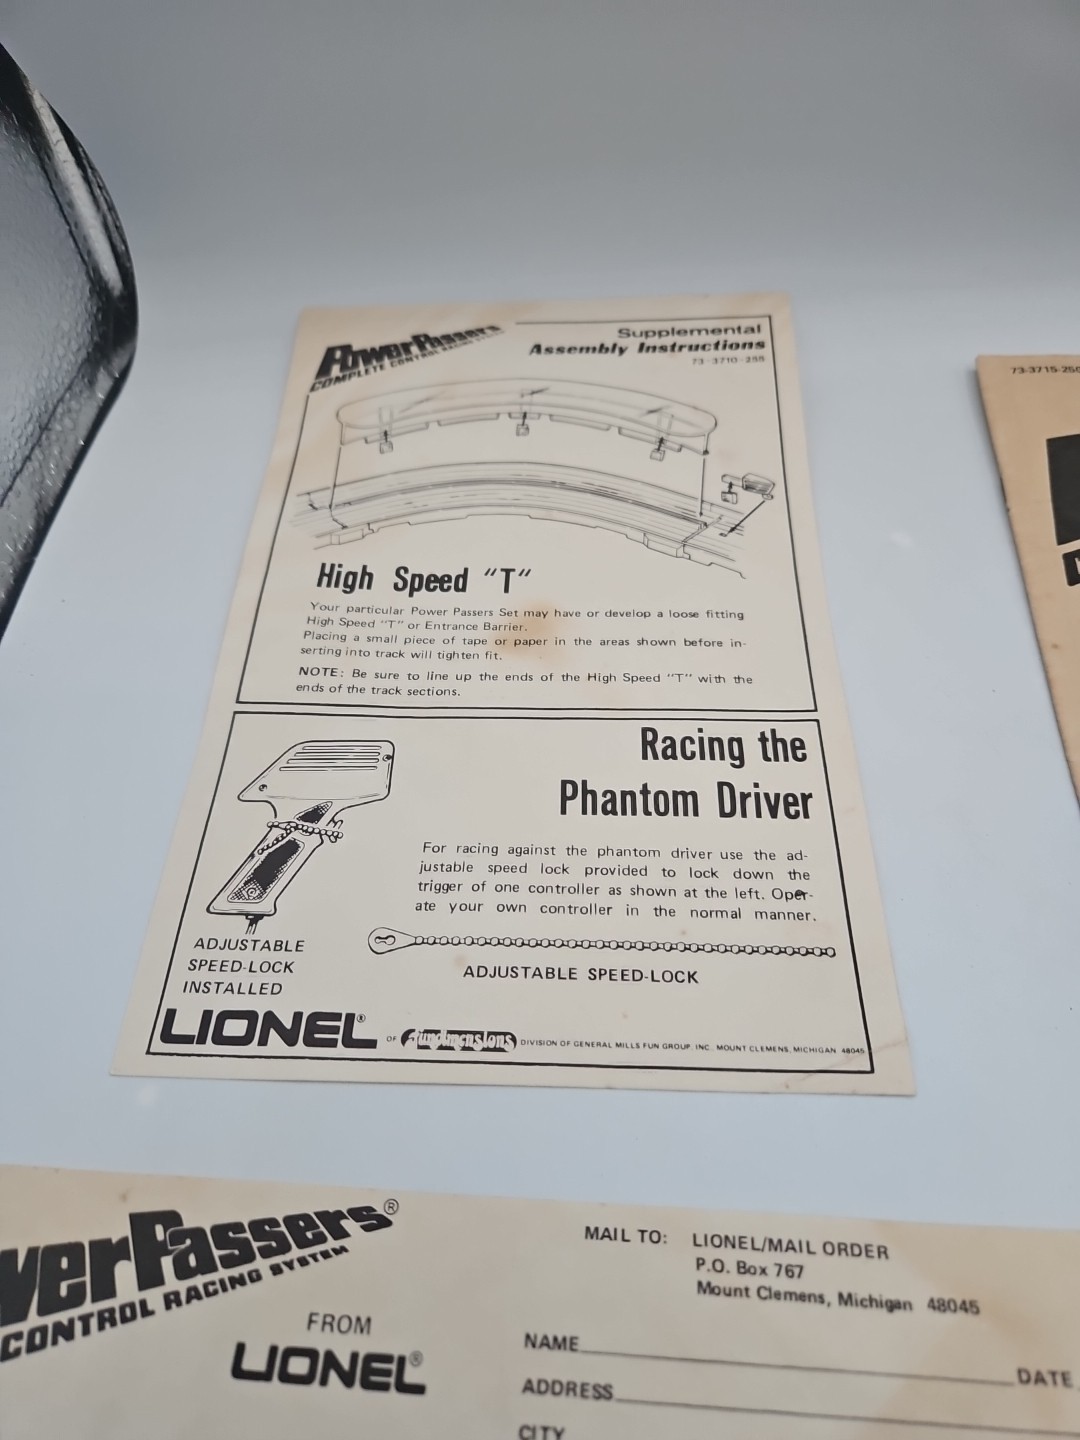 PowerPassers
COMPLETE CONTROL RACING SYSTEM
Supplemental
Assembly Instructions
73-3710-255
High Speed "T"
Your particular Power Passers Set may have or develop a loose fitting
High Speed "T" or Entrance Barrier.
Placing a small piece of tape or paper in the areas shown before in-
serting into track will tighten fit.
NOTE: Be sure to line up the ends of the High Speed "T" with the
ends of the track sections.
Racing the
Phantom Driver
For racing against the phantom driver use the ad-
justable speed lock provided to lock down the
trigger of one controller as shown at the left. Oper-
ate your own controller in the normal manner.
ADJUSTABLE
SPEED-LOCK
INSTALLED
ADJUSTABLE SPEED-LOCK
LIONEL® OF Fundimensions DIVISION OF GENERAL MILLS FUN GROUP, INC. MOUNT CLEMENS, MICHIGAN 48045
73-3715-250
werPassers®
CONTROL RACING SYSTEM
FROM
LIONEL®
MAIL TO: LIONEL/MAIL ORDER
P.O. Box 767
Mount Clemens, Michigan 48045
NAME DATE
ADDRESS
CITY